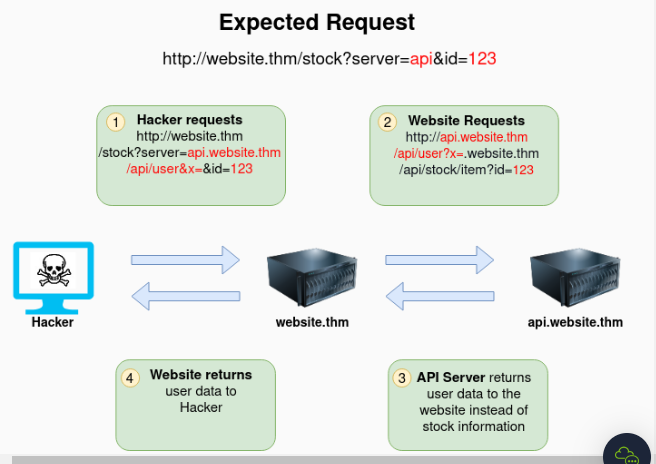 Expected Request
http://website.thm/stock?server=api&id=123
1
Hacker requests
http://website.thm
/stock?server=api.website.thm
/api/user&x=&id=123
2
Website Requests
http://api.website.thm
/api/user?x=.website.thm
/api/stock/item?id=123
Hacker
website.thm
api.website.thm
4
Website returns
user data to
Hacker
3
API Server returns
user data to the
website instead of
stock information